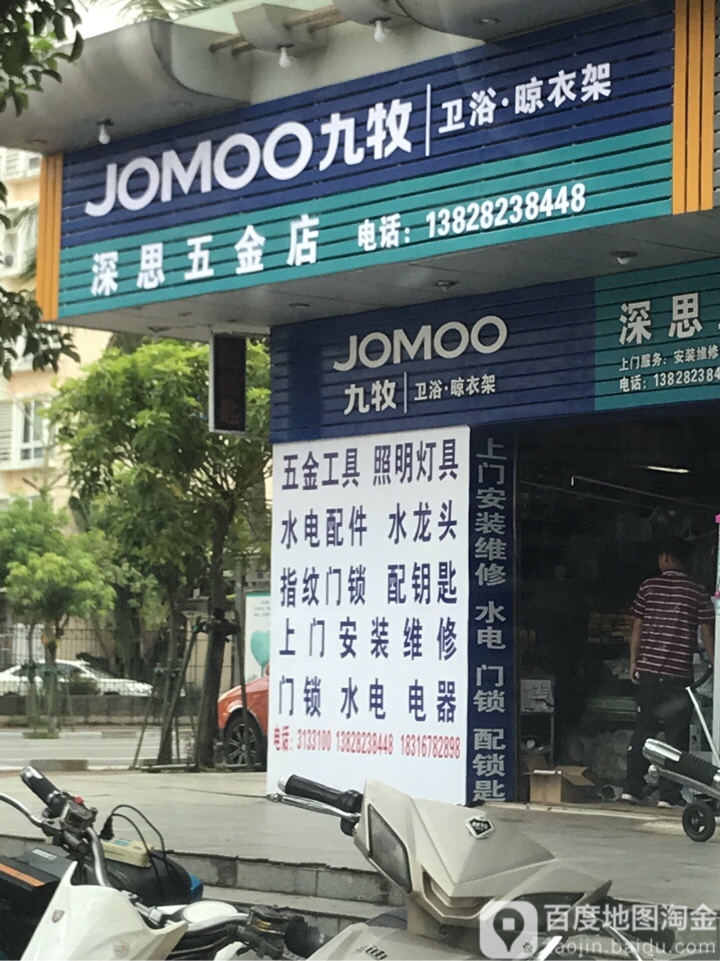 JOMOO九牧 卫浴·晾衣架
深思五金店 电话：13828238448
JOMOO
九牧 卫浴·晾衣架
深思
上门服务：安装维修
电话：138282384
五金工具 照明灯具
水电配件 水龙头
指纹门锁 配钥匙
上门安装维修
门锁 水电 电器
电话：3133100 13828238448 18316782898
上门安装维修 水电 门锁 配锁匙
百度地图淘金
taojin.baidu.com